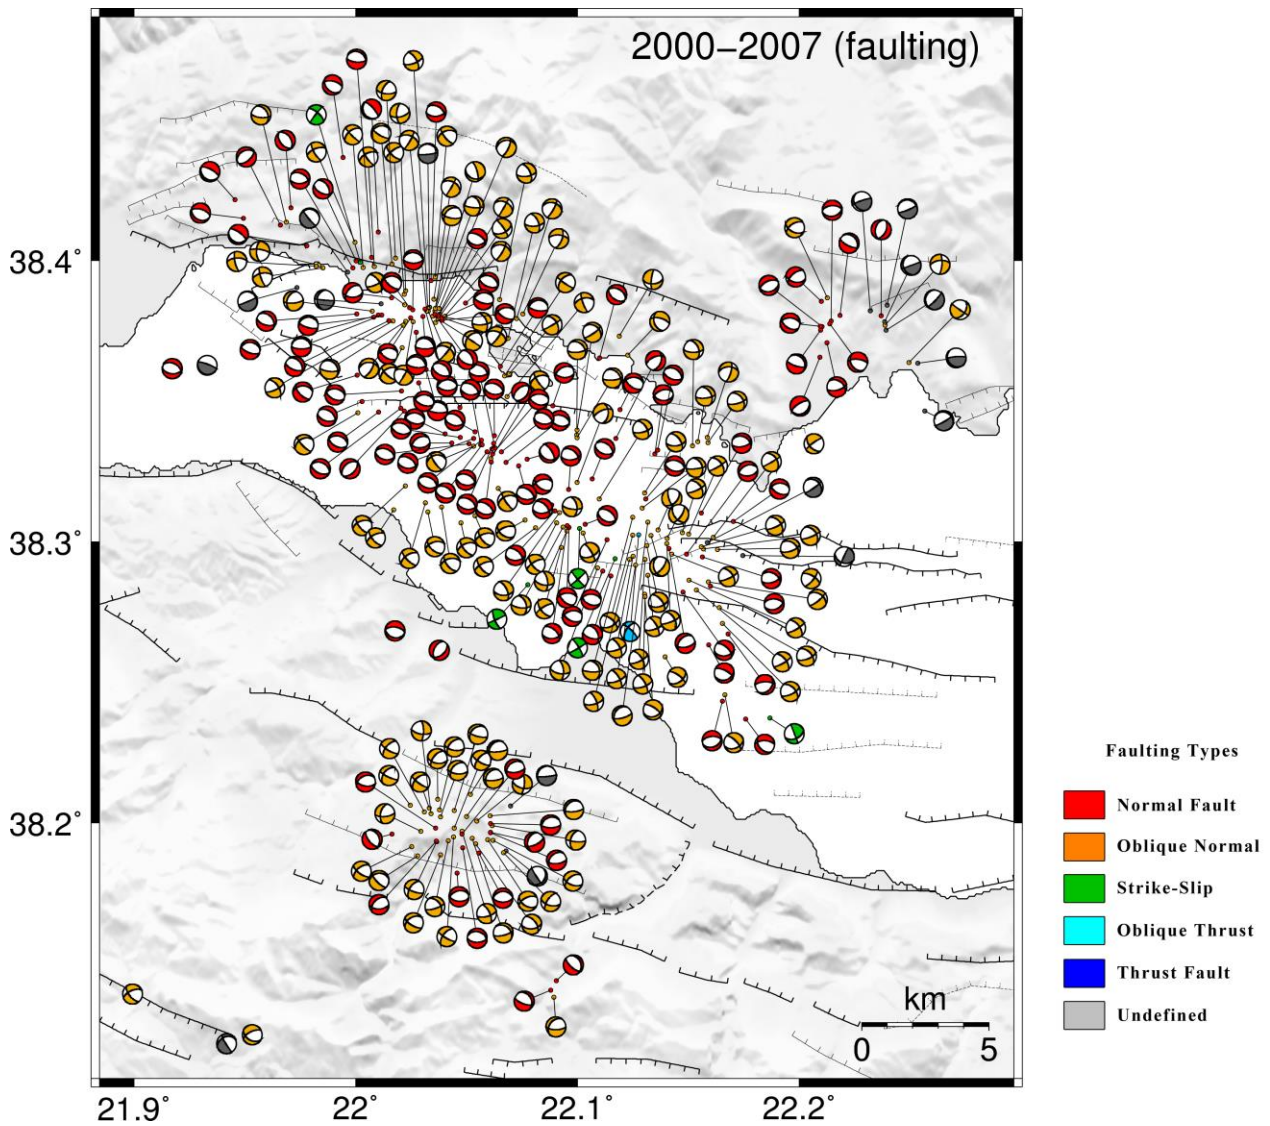 2000–2007 (faulting)
38.4°
38.3°
38.2°
Faulting Types
Normal Fault
Oblique Normal
Strike-Slip
Oblique Thrust
Thrust Fault
Undefined
km
0 5
21.9° 22° 22.1° 22.2°